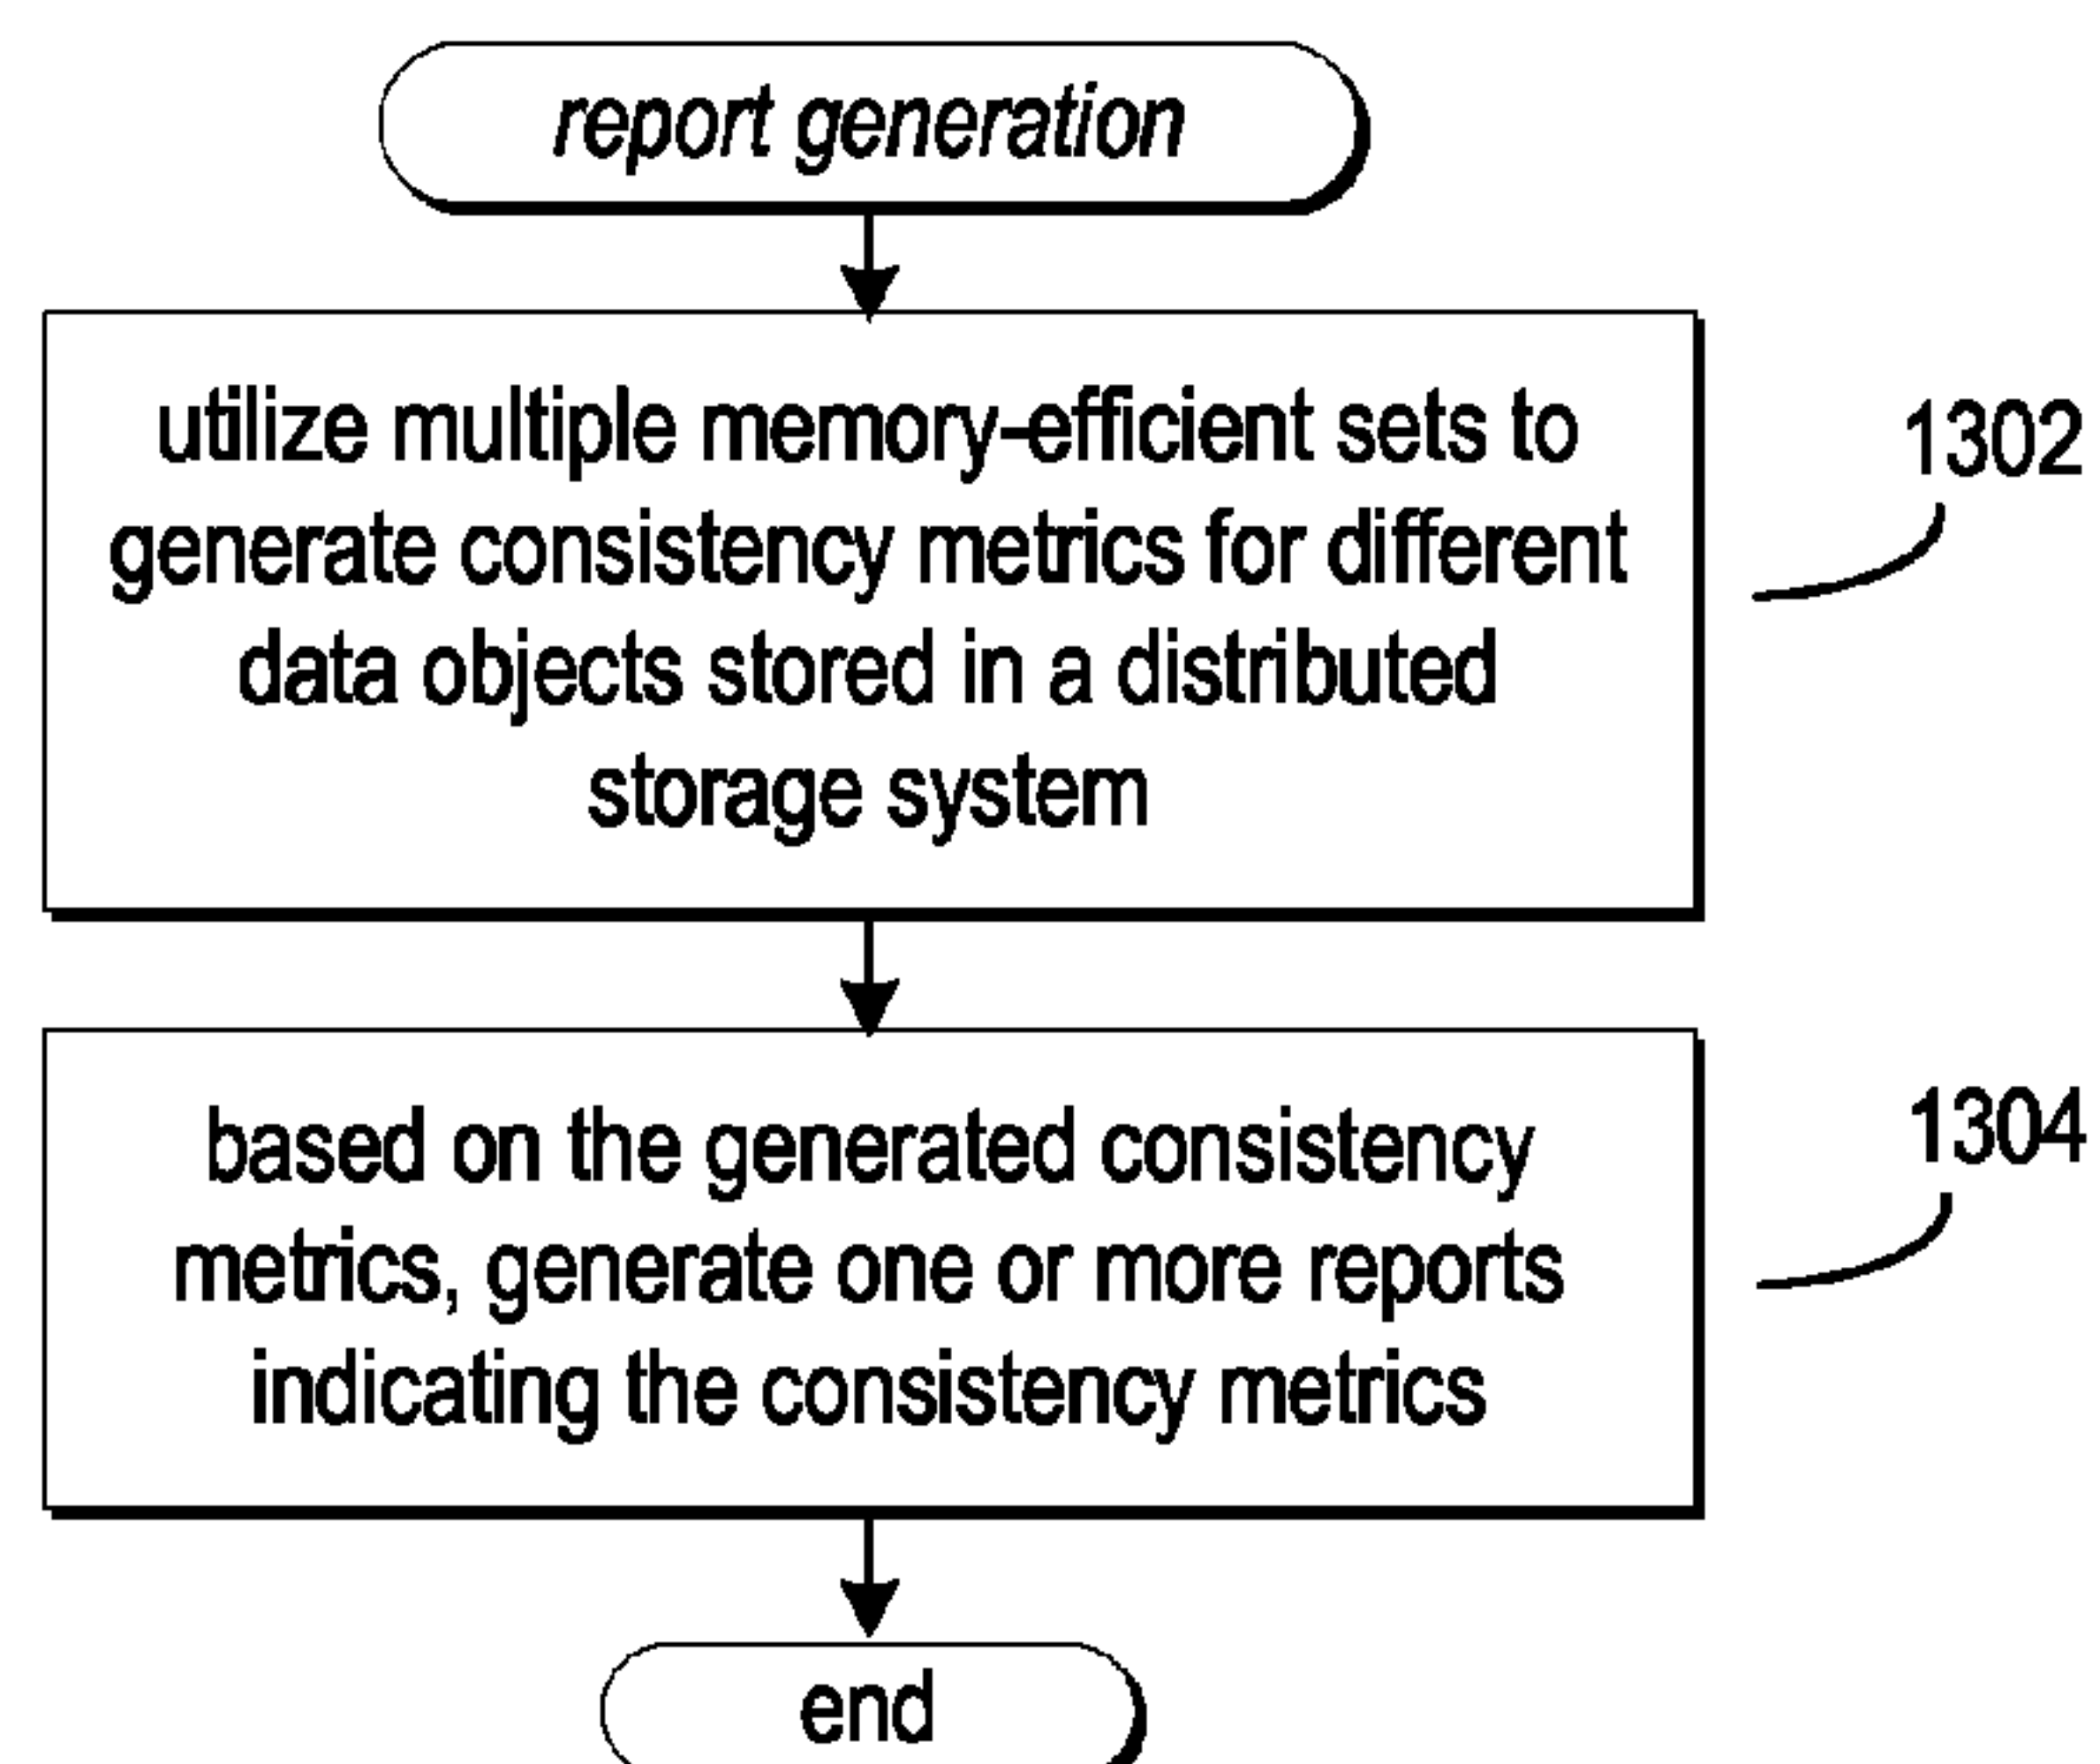 report generation
utilize multiple memory-efficient sets to
generate consistency metrics for different
data objects stored in a distributed
storage system
1302
based on the generated consistency
metrics, generate one or more reports
indicating the consistency metrics
1304
end